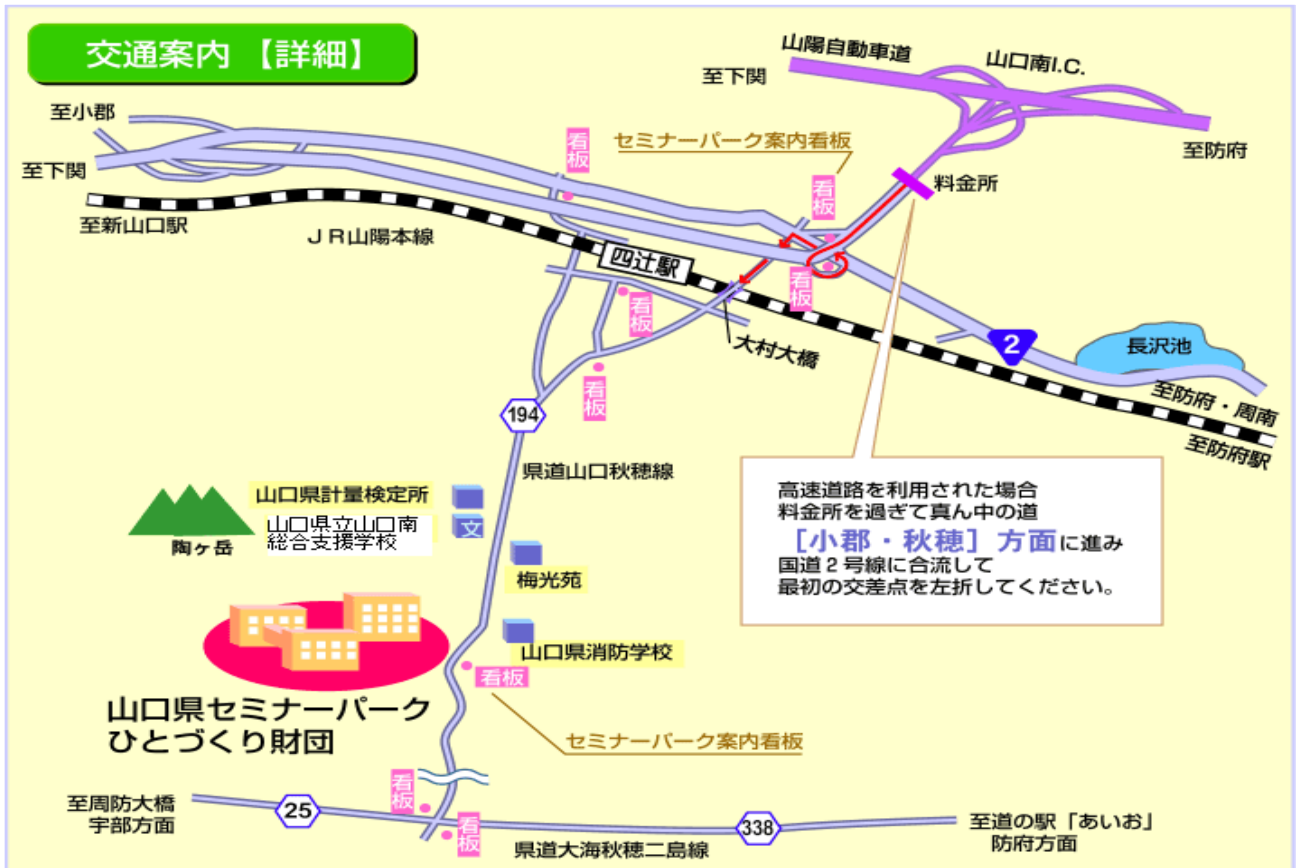 交通案内 【詳細】
山陽自動車道
山口南I.C.
至下関
至小郡
セミナーパーク案内看板
看板
至防府
至下関
看板
料金所
至新山口駅
JR山陽本線
四辻駅
看板
看板
大村大橋
2
長沢池
看板
至防府・周南
194
至防府駅
県道山口秋穂線
高速道路を利用された場合
料金所を過ぎて真ん中の道
［小郡・秋穂］方面に進み
国道２号線に合流して
最初の交差点を左折してください。
山口県計量検定所
山口県立山口南
総合支援学校
文
陶ヶ岳
梅光苑
山口県消防学校
看板
山口県セミナーパーク
ひとづくり財団
セミナーパーク案内看板
看板
至周防大橋
宇部方面
25
看板
338
至道の駅「あいお」
防府方面
県道大海秋穂二島線